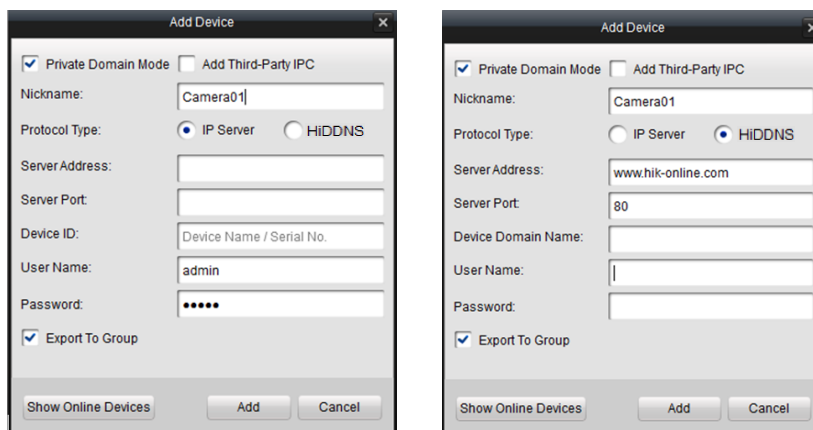 Add Device
Private Domain Mode Add Third-Party IPC
Nickname: Camera01
Protocol Type: IP Server HiDDNS
Server Address:
Server Port:
Device ID: Device Name / Serial No.
User Name: admin
Password: •••••
Export To Group
Show Online Devices Add Cancel
Add Device
Private Domain Mode Add Third-Party IPC
Nickname: Camera01
Protocol Type: IP Server HiDDNS
Server Address: www.hik-online.com
Server Port: 80
Device Domain Name:
User Name:
Password:
Export To Group
Show Online Devices Add Cancel